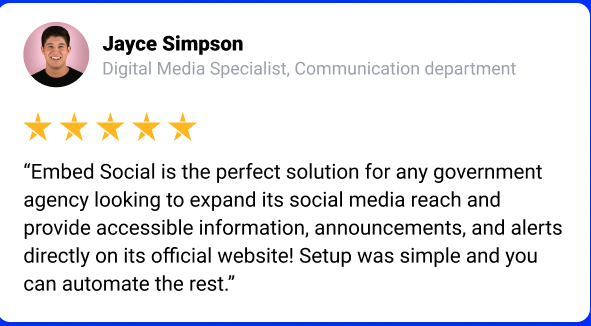 Jayce Simpson
Digital Media Specialist, Communication department
“Embed Social is the perfect solution for any government
agency looking to expand its social media reach and
provide accessible information, announcements, and alerts
directly on its official website! Setup was simple and you
can automate the rest.”